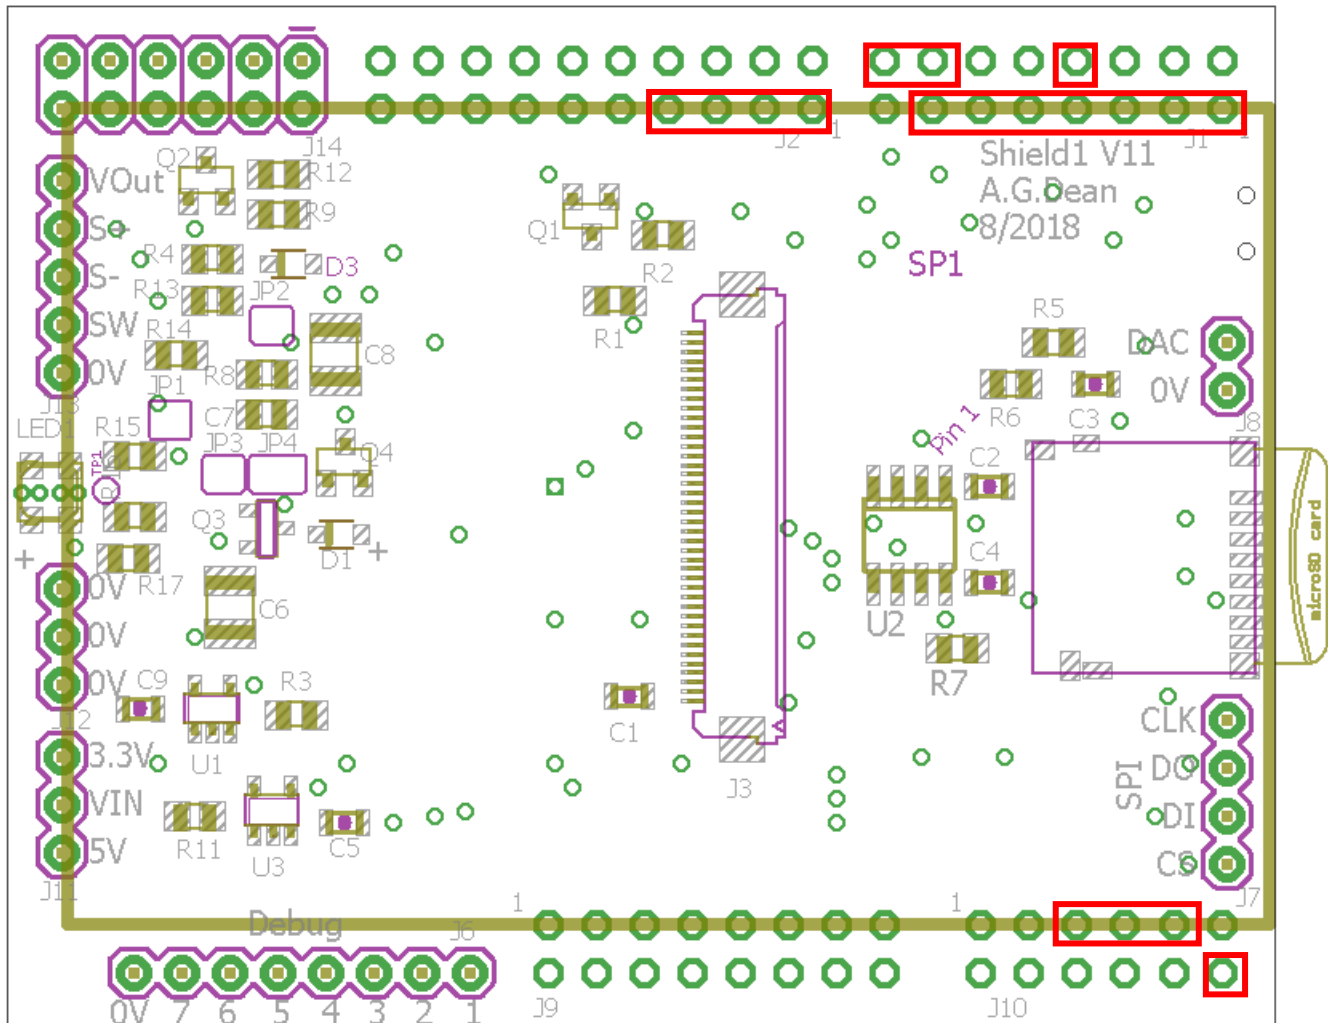 J14
J2
1
J1
1
Shield1 V11
A.G.Dean
8/2018
Q2
R12
VOut
R9
S+
Q1
R4
D3
R2
SP1
S-
R13
JP2
R1
SW
R14
R5
DAC
C8
0V
R8
JP1
R6
C3
0V
J13
C7
LED1
R15
JP3
JP4
Q4
Pin 1
J8
TP1
C2
Q3
D1
+
+
C4
microSD card
R17
0V
C6
U2
0V
R7
0V
C9
R3
C1
CLK
3.3V
U1
J3
SPI
DO
VIN
DI
R11
U3
C5
5V
CS
J11
J7
Debug
J6
1
1
0V 7 6 5 4 3 2 1
J9
J10